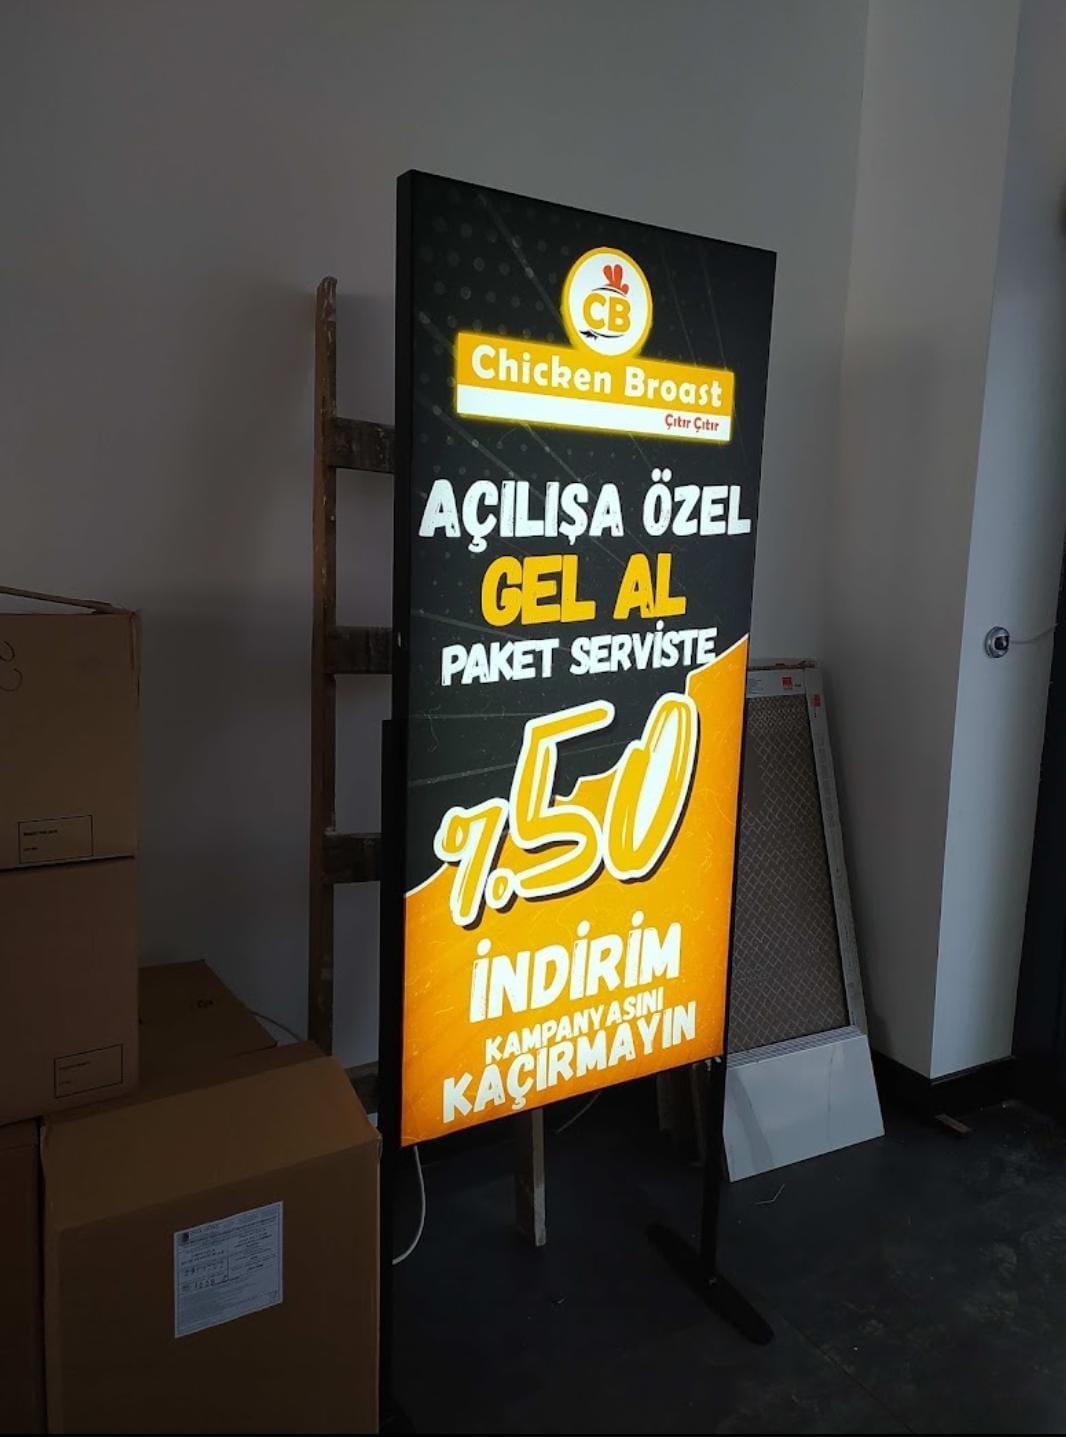 CB
Chicken Broast
Çıtır Çıtır
AÇILIŞA ÖZEL
GEL AL
PAKET SERVİSTE
%50
İNDİRİM
KAMPANYASINI
KAÇIRMAYIN